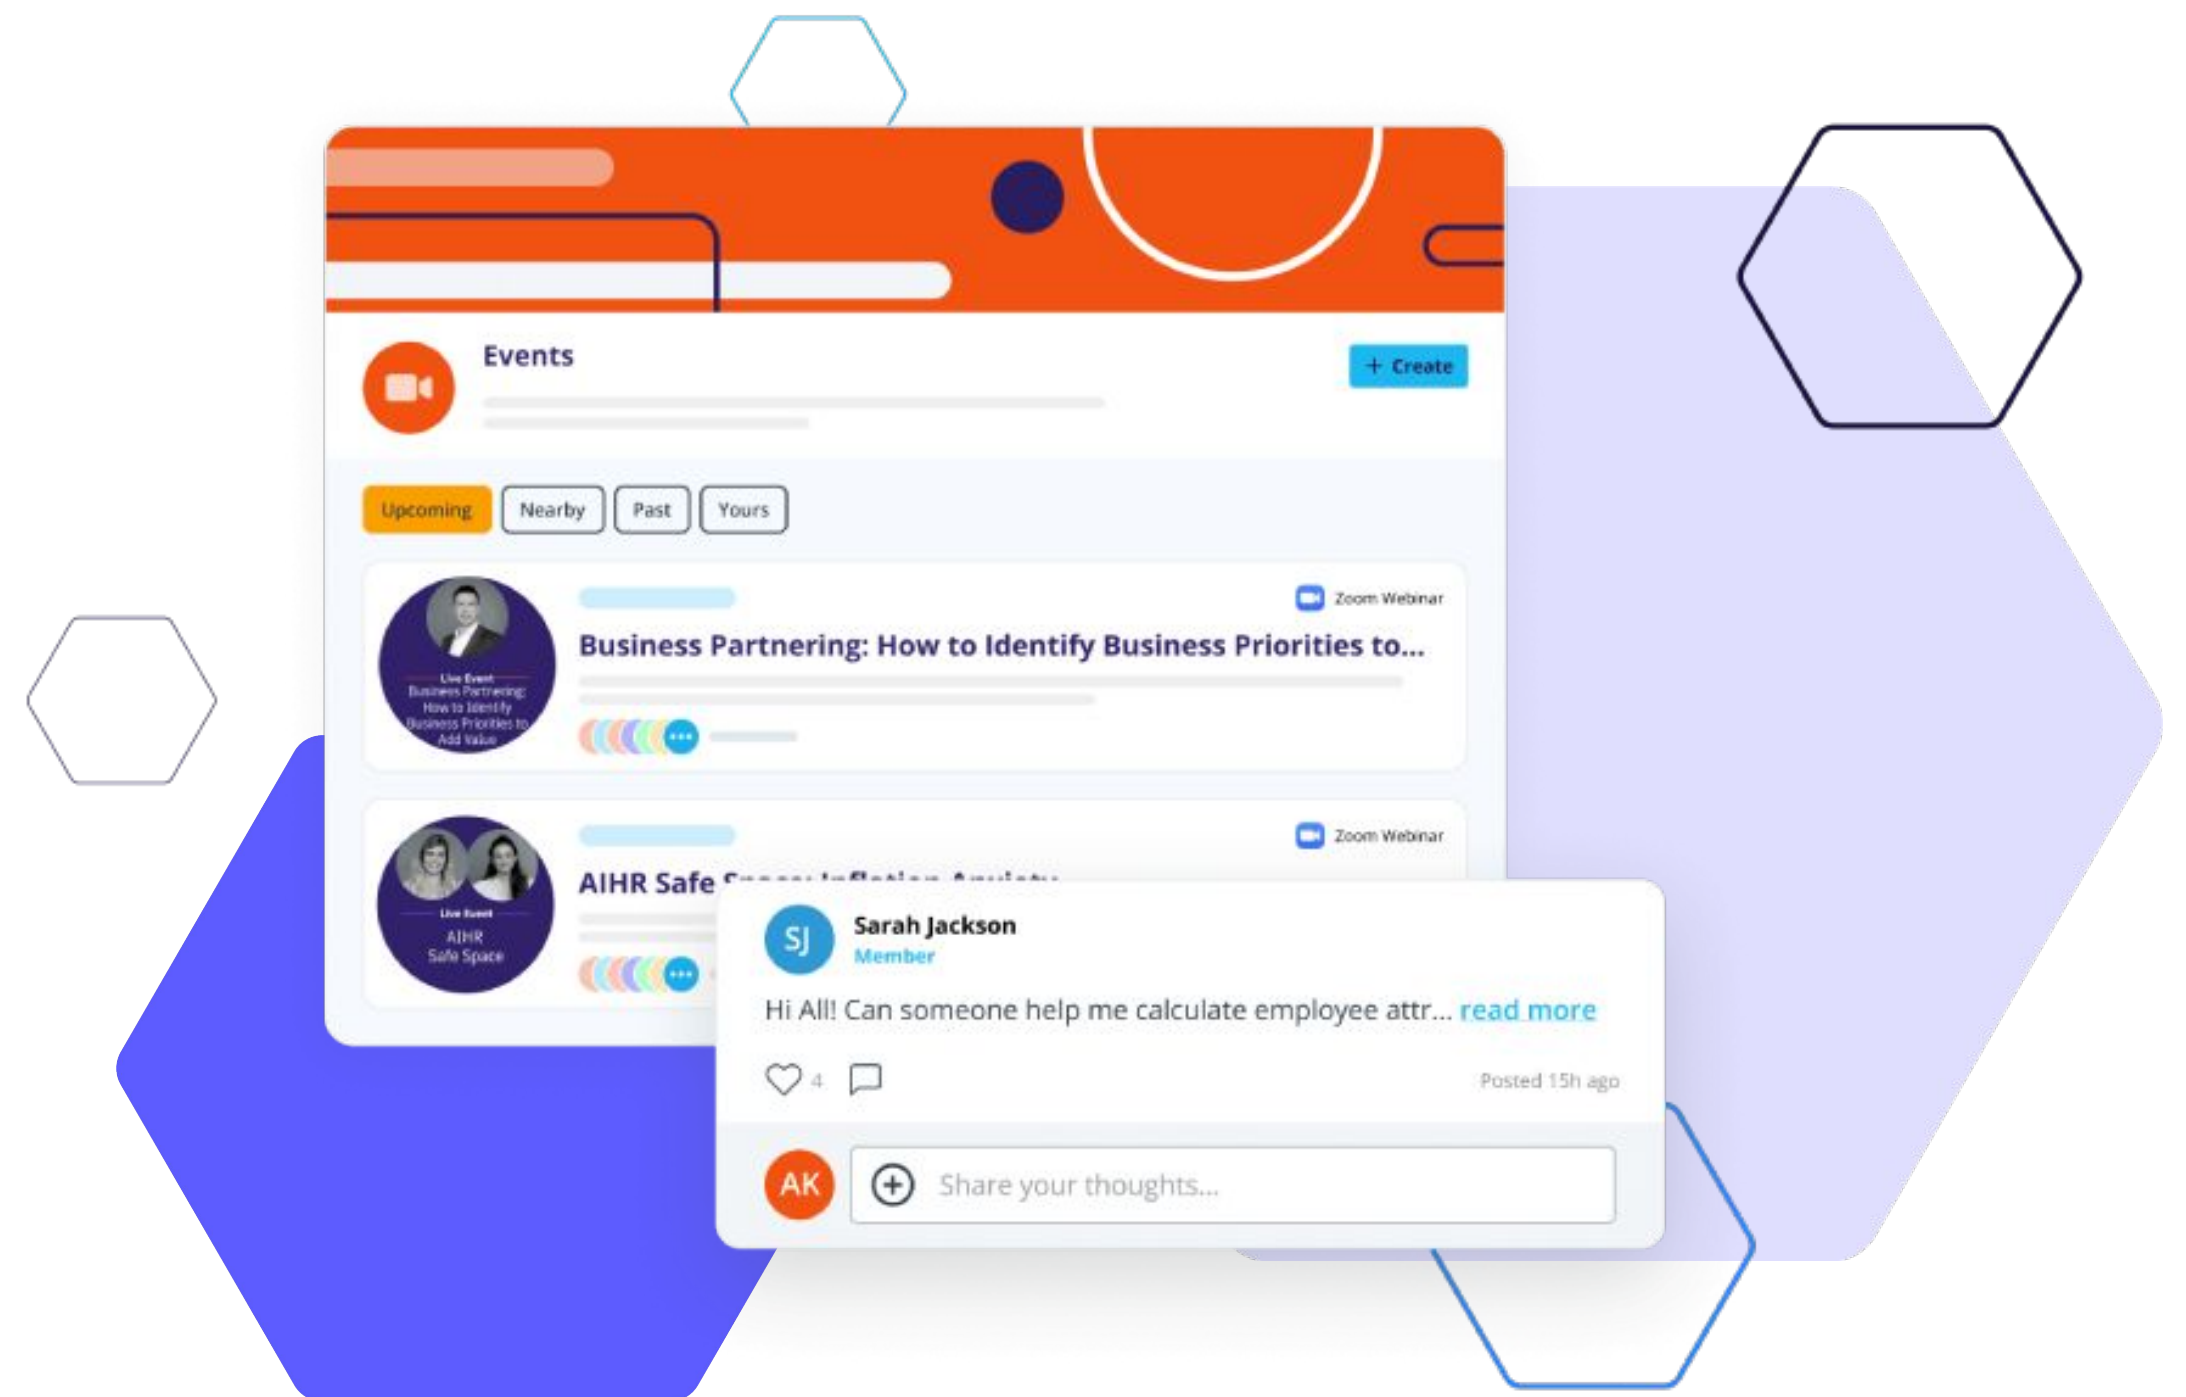 Events
+ Create
Upcoming
Nearby
Past
Yours
Live Event
Business Partnering:
How to Identify
Business Priorities to
Add Value
Zoom Webinar
Business Partnering: How to Identify Business Priorities to...
Live Event
AIHR
Safe Space
Zoom Webinar
AIHR Safe Space: Inflation Anxiety
SJ
Sarah Jackson
Member
Hi All! Can someone help me calculate employee attr... read more
4
Posted 15h ago
AK
Share your thoughts...